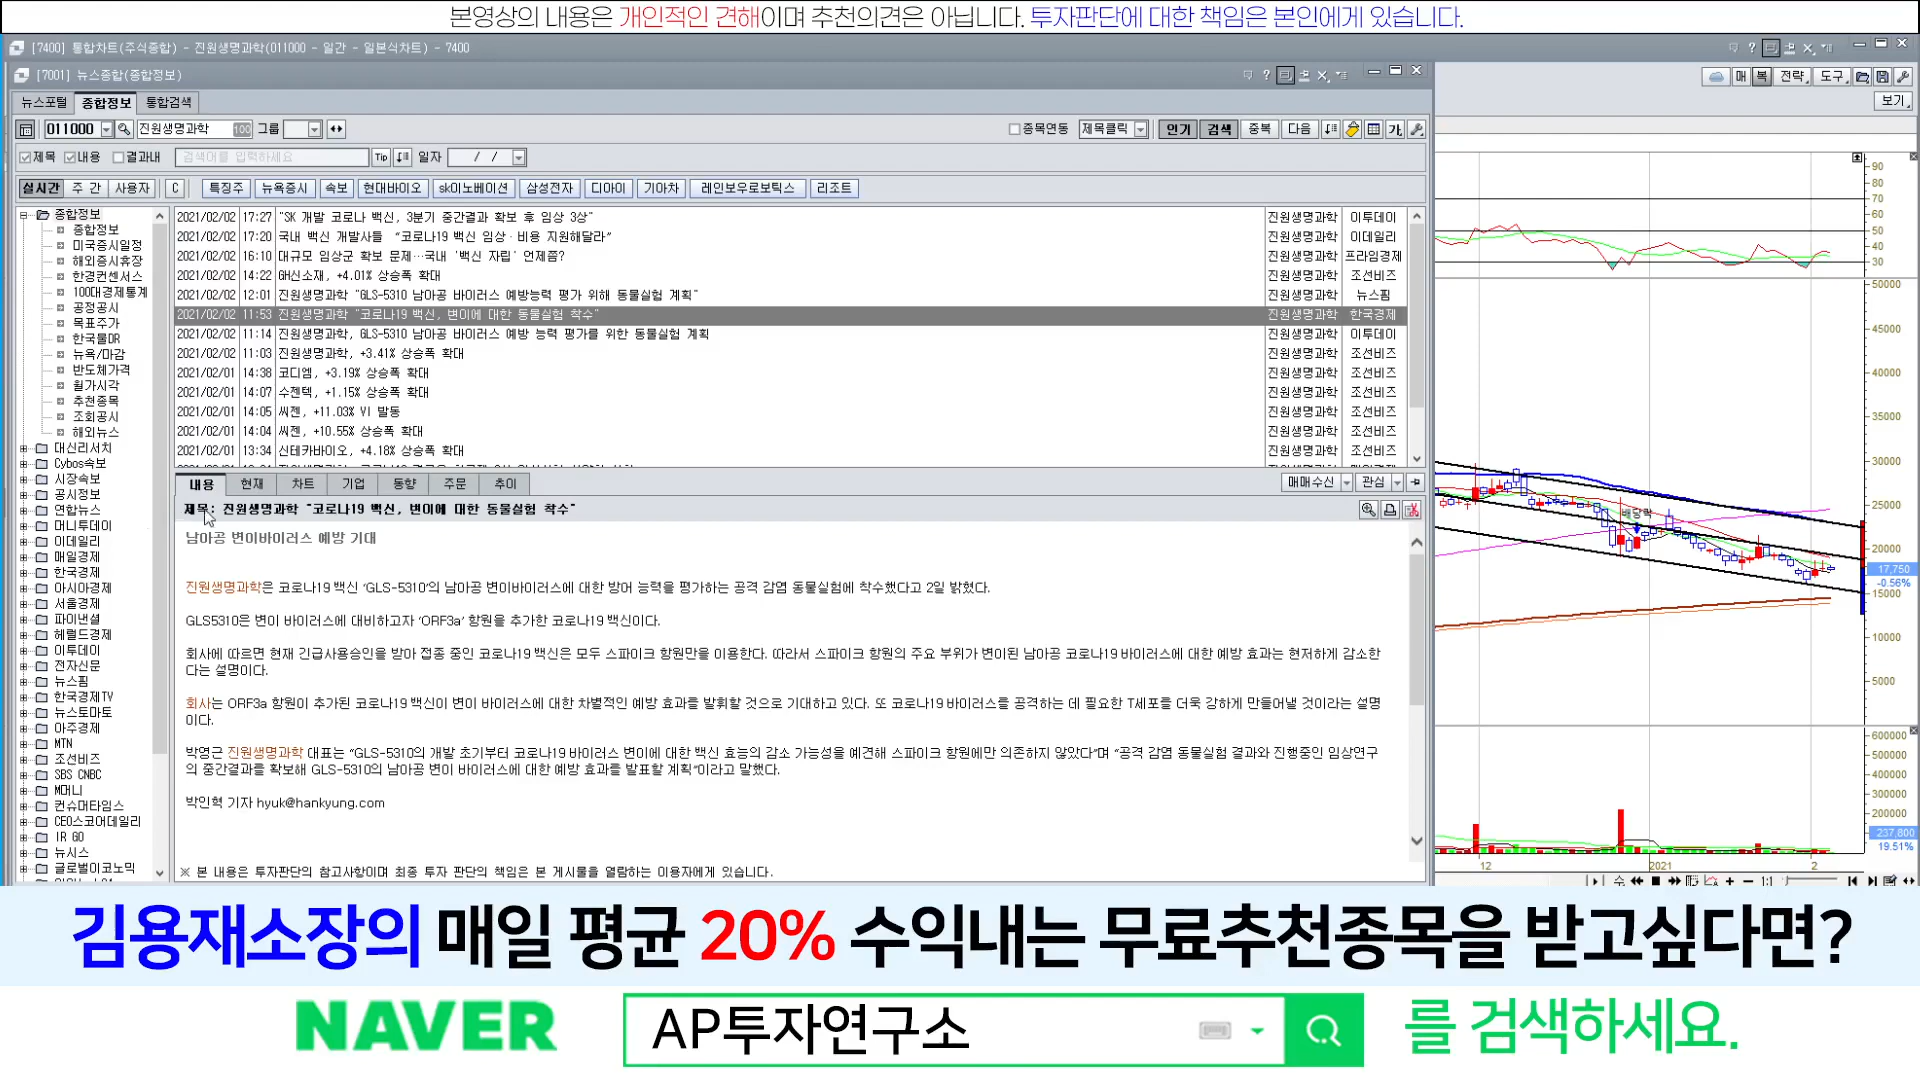 본영상의 내용은 개인적인 견해이며 추천의견은 아닙니다. 투자판단에 대한 책임은 본인에게 있습니다.
[7400] 통합차트(주식종합) - 진원생명과학(011000 - 일간 - 일본식차트) - 7400
[7001] 뉴스종합(종합정보)
매 복 전략 도구
보기
뉴스포털 종합정보 통합검색
011000 진원생명과학 100 그룹 종목연동 제목클릭 인기 검색 중복 다음 가
제목 내용 결과내 검색어를 입력하세요 Tip 일자 / /
실시간 주 간 사용자 C 특징주 뉴욕증시 속보 현대바이오 sk이노베이션 삼성전자 디아이 기아차 레인보우로보틱스 리조트
종합정보
종합정보
미국증시일정
해외증시휴장
한경컨센서스
100대경제통계
공정공시
목표주가
한국물DR
뉴욕/마감
반도체가격
월가시각
추천종목
조회공시
해외뉴스
대신리서치
Cybos속보
시장속보
공시정보
연합뉴스
머니투데이
이데일리
매일경제
한국경제
아시아경제
서울경제
파이낸셜
헤럴드경제
이투데이
전자신문
뉴스핌
한국경제TV
뉴스토마토
아주경제
MTN
조선비즈
SBS CNBC
M머니
컨슈머타임스
CEO스코어데일리
IR GO
뉴시스
글로벌이코노믹
2021/02/02 17:27 "SK 개발 코로나 백신, 3분기 중간결과 확보 후 임상 3상" 진원생명과학 이투데이
2021/02/02 17:20 국내 백신 개발사들 “코로나19 백신 임상·비용 지원해달라” 진원생명과학 이데일리
2021/02/02 16:10 대규모 임상군 확보 문제…국내 '백신 자립' 언제쯤? 진원생명과학 프라임경제
2021/02/02 14:22 GH신소재, +4.01% 상승폭 확대 진원생명과학 조선비즈
2021/02/02 12:01 진원생명과학 "GLS-5310 남아공 바이러스 예방능력 평가 위해 동물실험 계획" 진원생명과학 뉴스핌
2021/02/02 11:53 진원생명과학 "코로나19 백신, 변이에 대한 동물실험 착수" 진원생명과학 한국경제
2021/02/02 11:14 진원생명과학, GLS-5310 남아공 바이러스 예방 능력 평가를 위한 동물실험 계획 진원생명과학 이투데이
2021/02/02 11:03 진원생명과학, +3.41% 상승폭 확대 진원생명과학 조선비즈
2021/02/01 14:38 코디엠, +3.19% 상승폭 확대 진원생명과학 조선비즈
2021/02/01 14:07 수젠텍, +1.15% 상승폭 확대 진원생명과학 조선비즈
2021/02/01 14:05 씨젠, +11.03% VI 발동 진원생명과학 조선비즈
2021/02/01 14:04 씨젠, +10.55% 상승폭 확대 진원생명과학 조선비즈
2021/02/01 13:34 신테카바이오, +4.18% 상승폭 확대 진원생명과학 조선비즈
내용 현재 차트 기업 동향 주문 추이 매매수신 관심
제목: 진원생명과학 "코로나19 백신, 변이에 대한 동물실험 착수"
남아공 변이바이러스 예방 기대
진원생명과학은 코로나19 백신 ‘GLS-5310’의 남아공 변이바이러스에 대한 방어 능력을 평가하는 공격 감염 동물실험에 착수했다고 2일 밝혔다.
GLS5310은 변이 바이러스에 대비하고자 ‘ORF3a’ 항원을 추가한 코로나19 백신이다.
회사에 따르면 현재 긴급사용승인을 받아 접종 중인 코로나19 백신은 모두 스파이크 항원만을 이용한다. 따라서 스파이크 항원의 주요 부위가 변이된 남아공 코로나19 바이러스에 대한 예방 효과는 현저하게 감소한
다는 설명이다.
회사는 ORF3a 항원이 추가된 코로나19 백신이 변이 바이러스에 대한 차별적인 예방 효과를 발휘할 것으로 기대하고 있다. 또 코로나19 바이러스를 공격하는 데 필요한 T세포를 더욱 강하게 만들어낼 것이라는 설명
이다.
박영근 진원생명과학 대표는 “GLS-5310의 개발 초기부터 코로나19 바이러스 변이에 대한 백신 효능의 감소 가능성을 예견해 스파이크 항원에만 의존하지 않았다”며 “공격 감염 동물실험 결과와 진행중인 임상연구
의 중간결과를 확보해 GLS-5310의 남아공 변이 바이러스에 대한 예방 효과를 발표할 계획”이라고 말했다.
박인혁 기자 hyuk@hankyung.com
※ 본 내용은 투자판단의 참고사항이며 최종 투자 판단의 책임은 본 게시물을 열람하는 이용자에게 있습니다.
90
80
70
60
50
40
30
50000
45000
40000
35000
30000
25000
배당락
20000
17,750
-0.56%
15000
10000
5000
600000
500000
400000
300000
200000
237,800
19.51%
12 2021 2
수 1:1
김용재소장의 매일 평균 20% 수익내는 무료추천종목을 받고싶다면?
NAVER AP투자연구소 를 검색하세요.